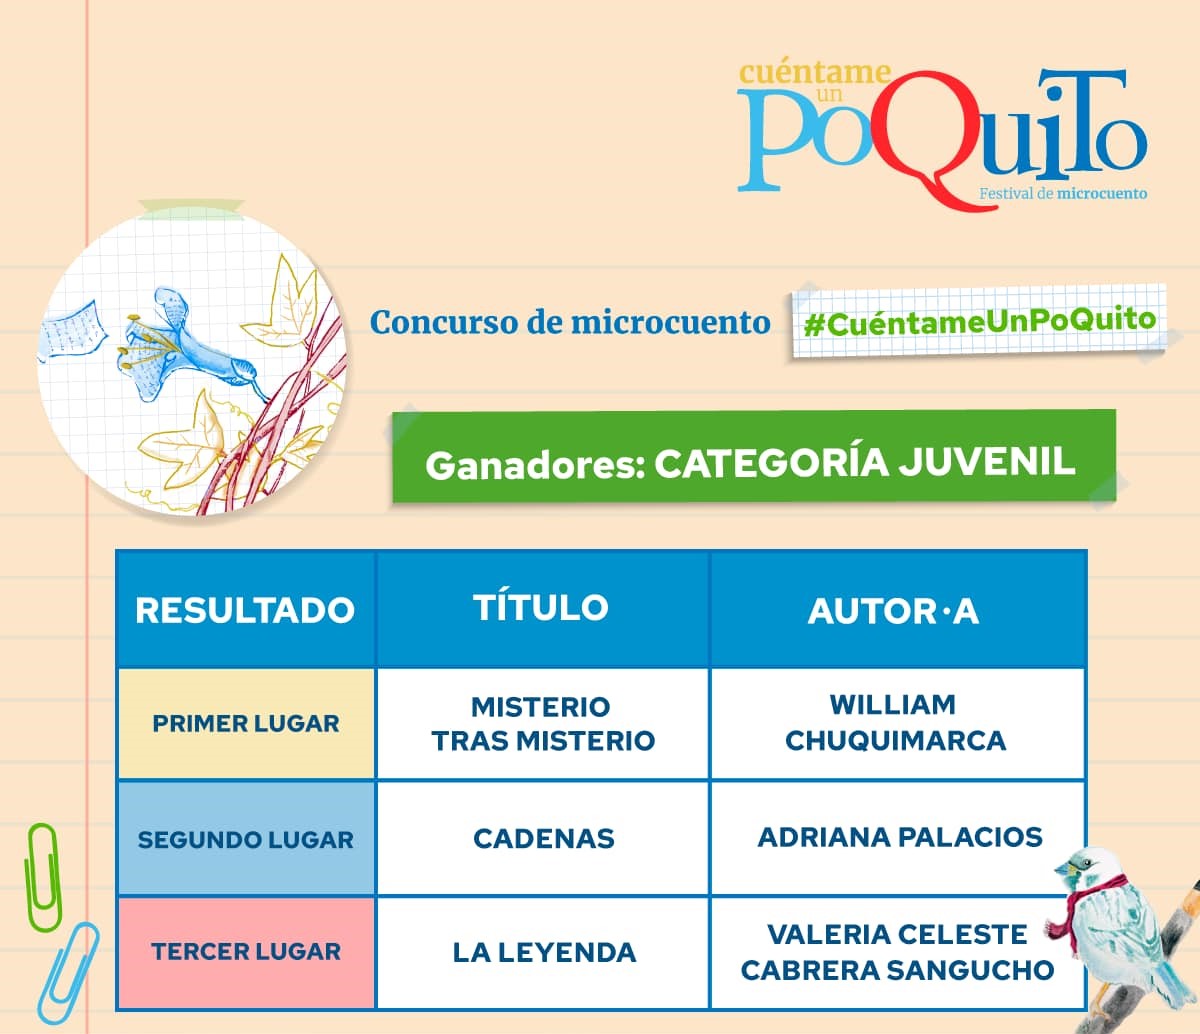 cuéntame
un
PoQuiTo
Festival de microcuento
Concurso de microcuento #CuéntameUnPoQuito
Ganadores: CATEGORÍA JUVENIL
RESULTADO
TÍTULO
AUTOR·A
PRIMER LUGAR
MISTERIO
TRAS MISTERIO
WILLIAM
CHUQUIMARCA
SEGUNDO LUGAR
CADENAS
ADRIANA PALACIOS
TERCER LUGAR
LA LEYENDA
VALERIA CELESTE
CABRERA SANGUCHO